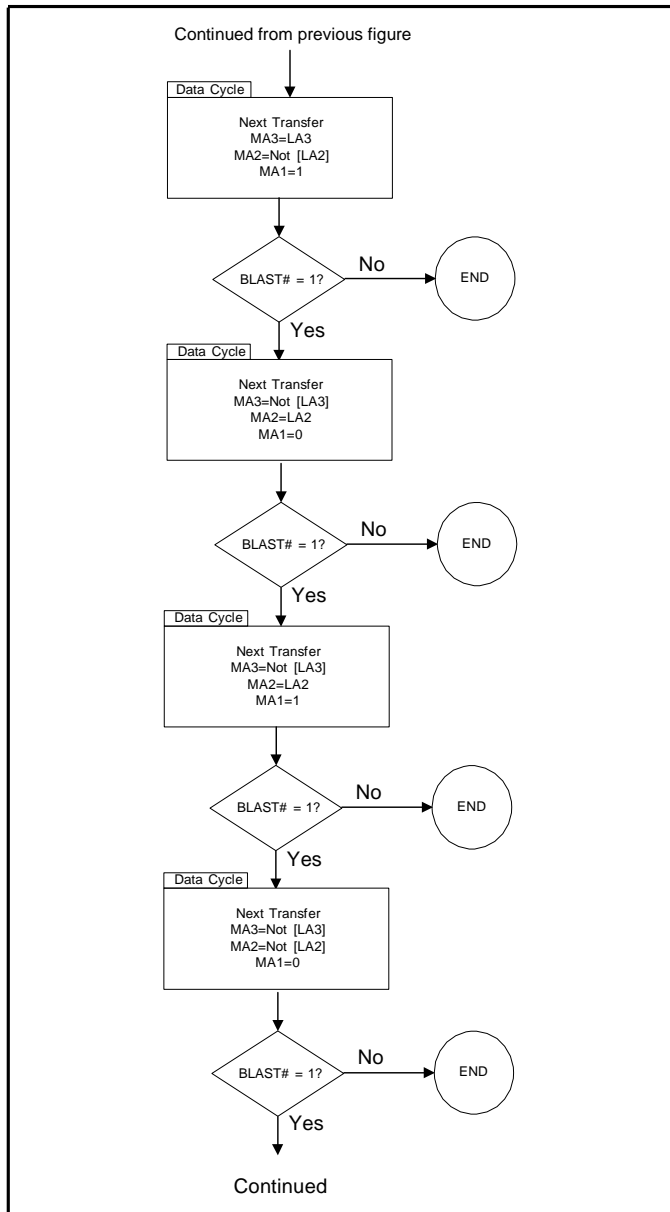 Continued from previous figure
Data Cycle
Next Transfer
MA3=LA3
MA2=Not [LA2]
MA1=1
BLAST# = 1?
No
END
Yes
Data Cycle
Next Transfer
MA3=Not [LA3]
MA2=LA2
MA1=0
BLAST# = 1?
No
END
Yes
Data Cycle
Next Transfer
MA3=Not [LA3]
MA2=LA2
MA1=1
BLAST# = 1?
No
END
Yes
Data Cycle
Next Transfer
MA3=Not [LA3]
MA2=Not [LA2]
MA1=0
BLAST# = 1?
No
END
Yes
Continued